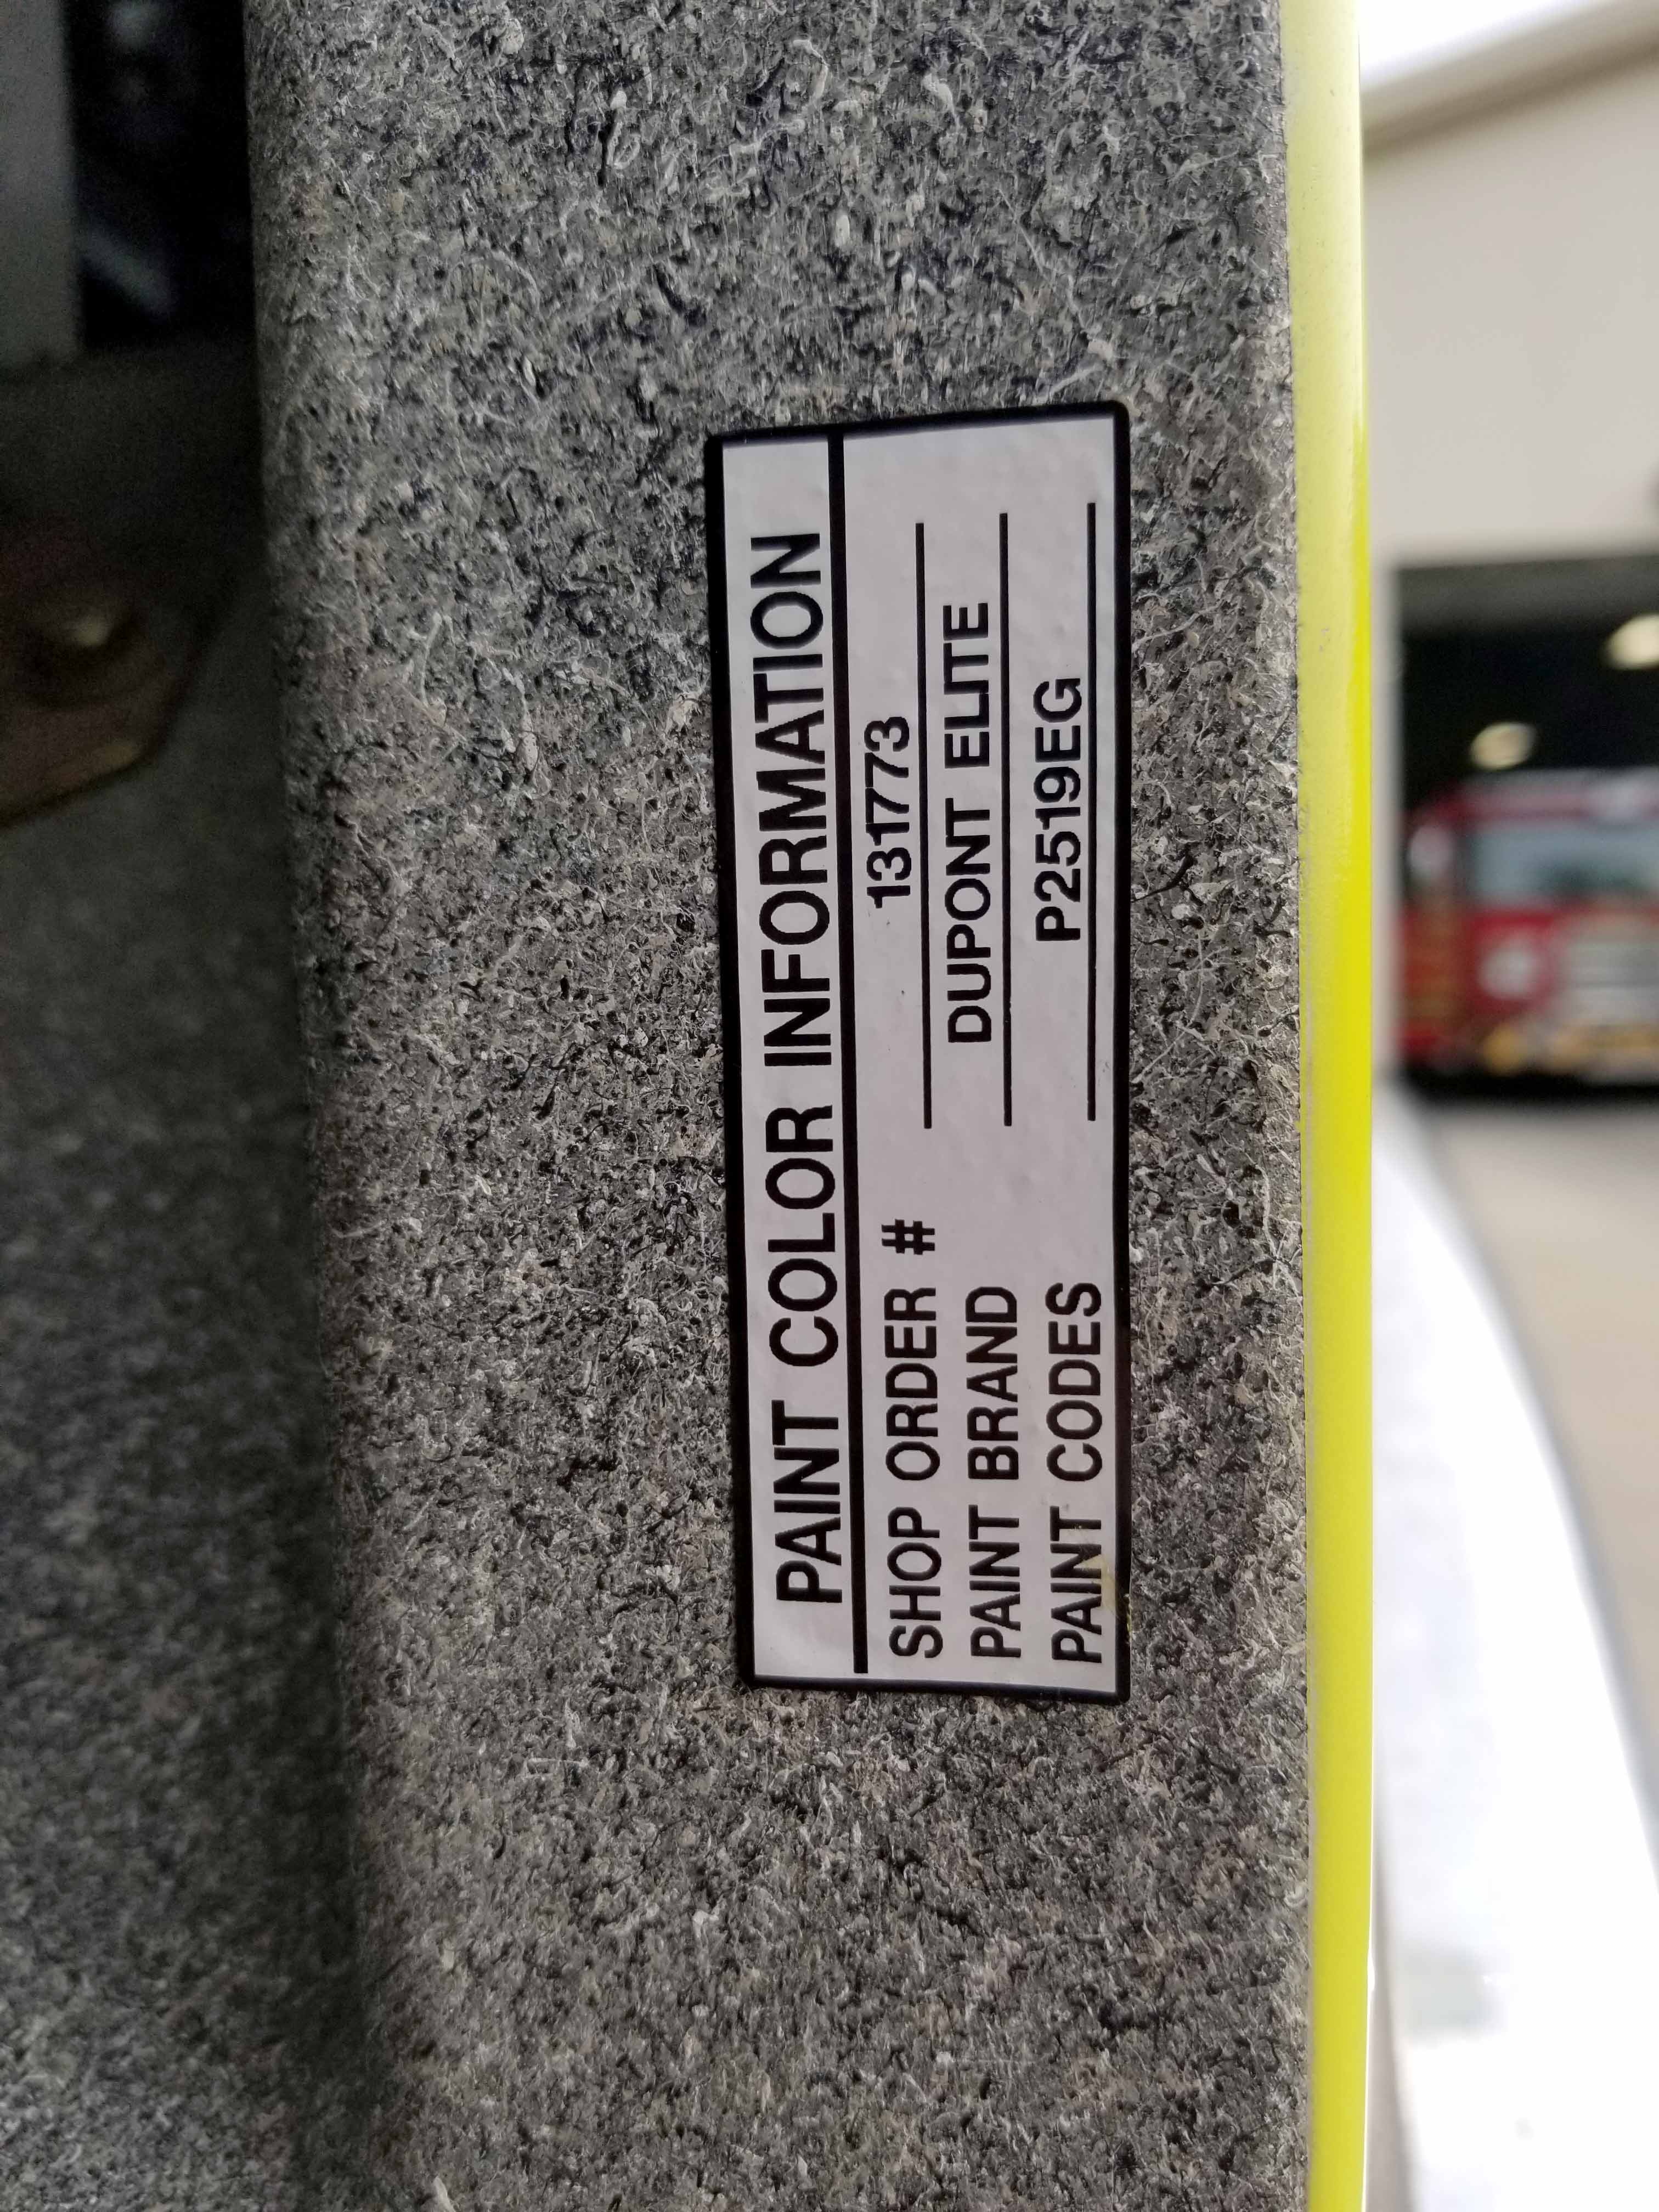 PAINT COLOR INFORMATION
SHOP ORDER # 131773
PAINT BRAND DUPONT ELITE
PAINT CODES P2519EG